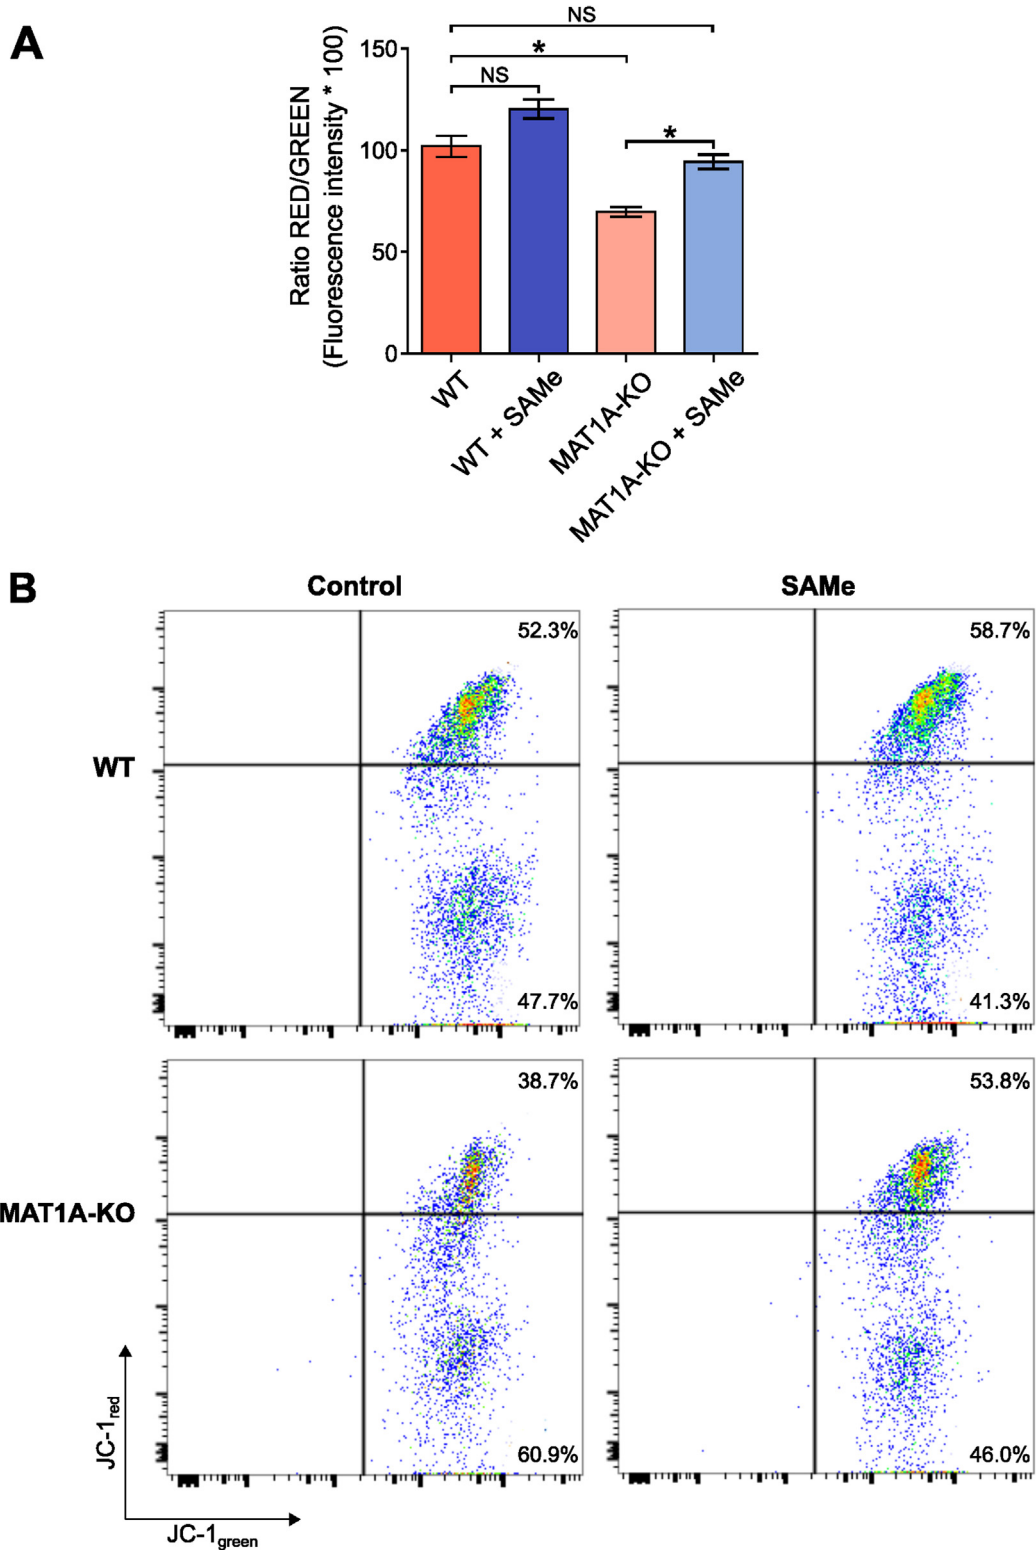 A
Ratio RED/GREEN
(Fluorescence intensity * 100)
150
100
50
0
NS
*
NS
*
WT
WT + SAMe
MAT1A-KO
MAT1A-KO + SAMe
B
Control
SAMe
WT
52.3%
58.7%
47.7%
41.3%
MAT1A-KO
38.7%
53.8%
60.9%
46.0%
JC-1red
JC-1green